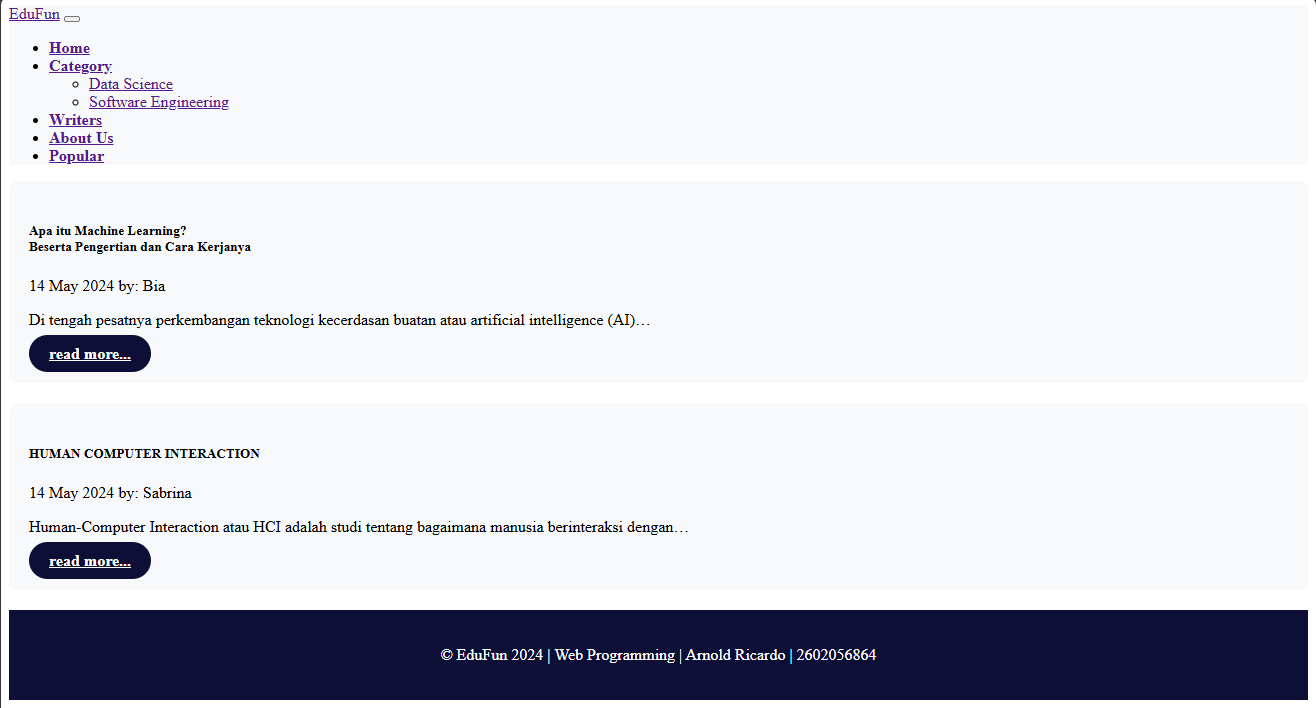 EduFun
Home
Category
Data Science
Software Engineering
Writers
About Us
Popular
Apa itu Machine Learning?
Beserta Pengertian dan Cara Kerjanya
14 May 2024 by: Bia
Di tengah pesatnya perkembangan teknologi kecerdasan buatan atau artificial intelligence (AI)…
read more...
HUMAN COMPUTER INTERACTION
14 May 2024 by: Sabrina
Human-Computer Interaction atau HCI adalah studi tentang bagaimana manusia berinteraksi dengan…
read more...
© EduFun 2024 | Web Programming | Arnold Ricardo | 2602056864